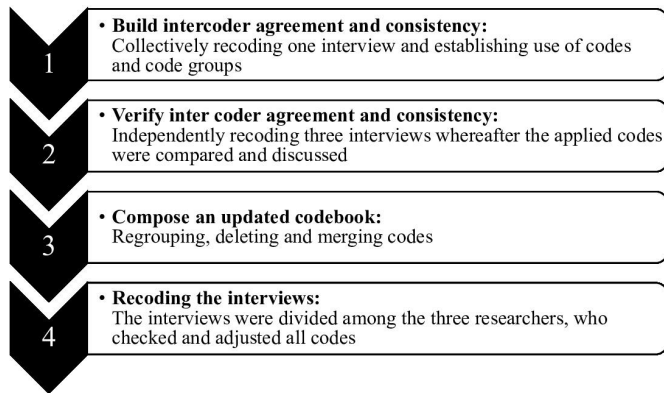 1
• Build intercoder agreement and consistency:
Collectively recoding one interview and establishing use of codes
and code groups
2
• Verify inter coder agreement and consistency:
Independently recoding three interviews whereafter the applied codes
were compared and discussed
3
• Compose an updated codebook:
Regrouping, deleting and merging codes
4
• Recoding the interviews:
The interviews were divided among the three researchers, who
checked and adjusted all codes